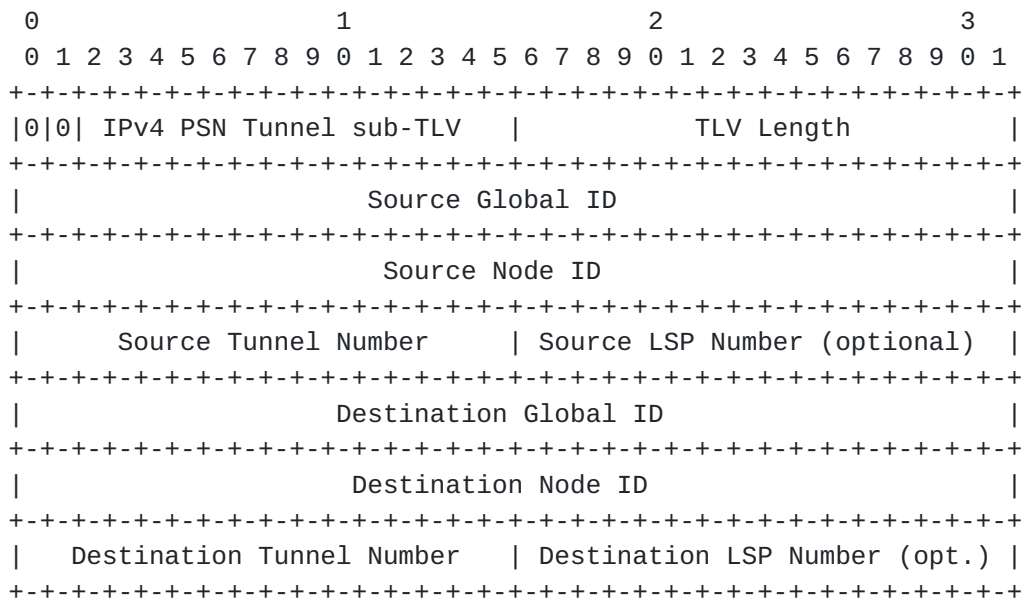 0                   1                   2                   3
 0 1 2 3 4 5 6 7 8 9 0 1 2 3 4 5 6 7 8 9 0 1 2 3 4 5 6 7 8 9 0 1
+-+-+-+-+-+-+-+-+-+-+-+-+-+-+-+-+-+-+-+-+-+-+-+-+-+-+-+-+-+-+-+-+
|0|0| IPv4 PSN Tunnel sub-TLV   |           TLV Length          |
+-+-+-+-+-+-+-+-+-+-+-+-+-+-+-+-+-+-+-+-+-+-+-+-+-+-+-+-+-+-+-+-+
|                      Source Global ID                         |
+-+-+-+-+-+-+-+-+-+-+-+-+-+-+-+-+-+-+-+-+-+-+-+-+-+-+-+-+-+-+-+-+
|                       Source Node ID                          |
+-+-+-+-+-+-+-+-+-+-+-+-+-+-+-+-+-+-+-+-+-+-+-+-+-+-+-+-+-+-+-+-+
|      Source Tunnel Number     | Source LSP Number (optional)  |
+-+-+-+-+-+-+-+-+-+-+-+-+-+-+-+-+-+-+-+-+-+-+-+-+-+-+-+-+-+-+-+-+
|                    Destination Global ID                      |
+-+-+-+-+-+-+-+-+-+-+-+-+-+-+-+-+-+-+-+-+-+-+-+-+-+-+-+-+-+-+-+-+
|                     Destination Node ID                       |
+-+-+-+-+-+-+-+-+-+-+-+-+-+-+-+-+-+-+-+-+-+-+-+-+-+-+-+-+-+-+-+-+
|   Destination Tunnel Number   | Destination LSP Number (opt.) |
+-+-+-+-+-+-+-+-+-+-+-+-+-+-+-+-+-+-+-+-+-+-+-+-+-+-+-+-+-+-+-+-+